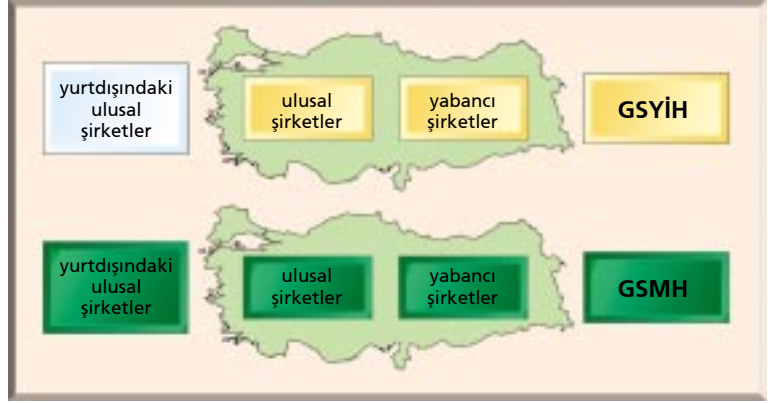 yurtdışındaki
ulusal
şirketler
ulusal
şirketler
yabancı
şirketler
GSYİH
yurtdışındaki
ulusal
şirketler
ulusal
şirketler
yabancı
şirketler
GSMH